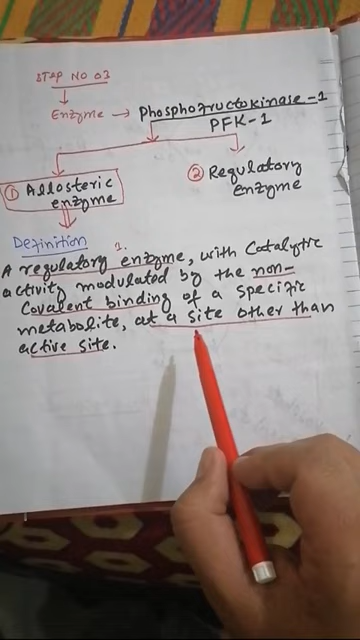 STEP NO 03
Enzyme → Phosphofructokinase-1
PFK-1
① Allosteric enzyme
② Regulatory enzyme
Definition
1.
A regulatory enzyme, with Catalytic
activity modulated by the non-
Covalent binding of a specific
metabolite, at a site other than
active site.